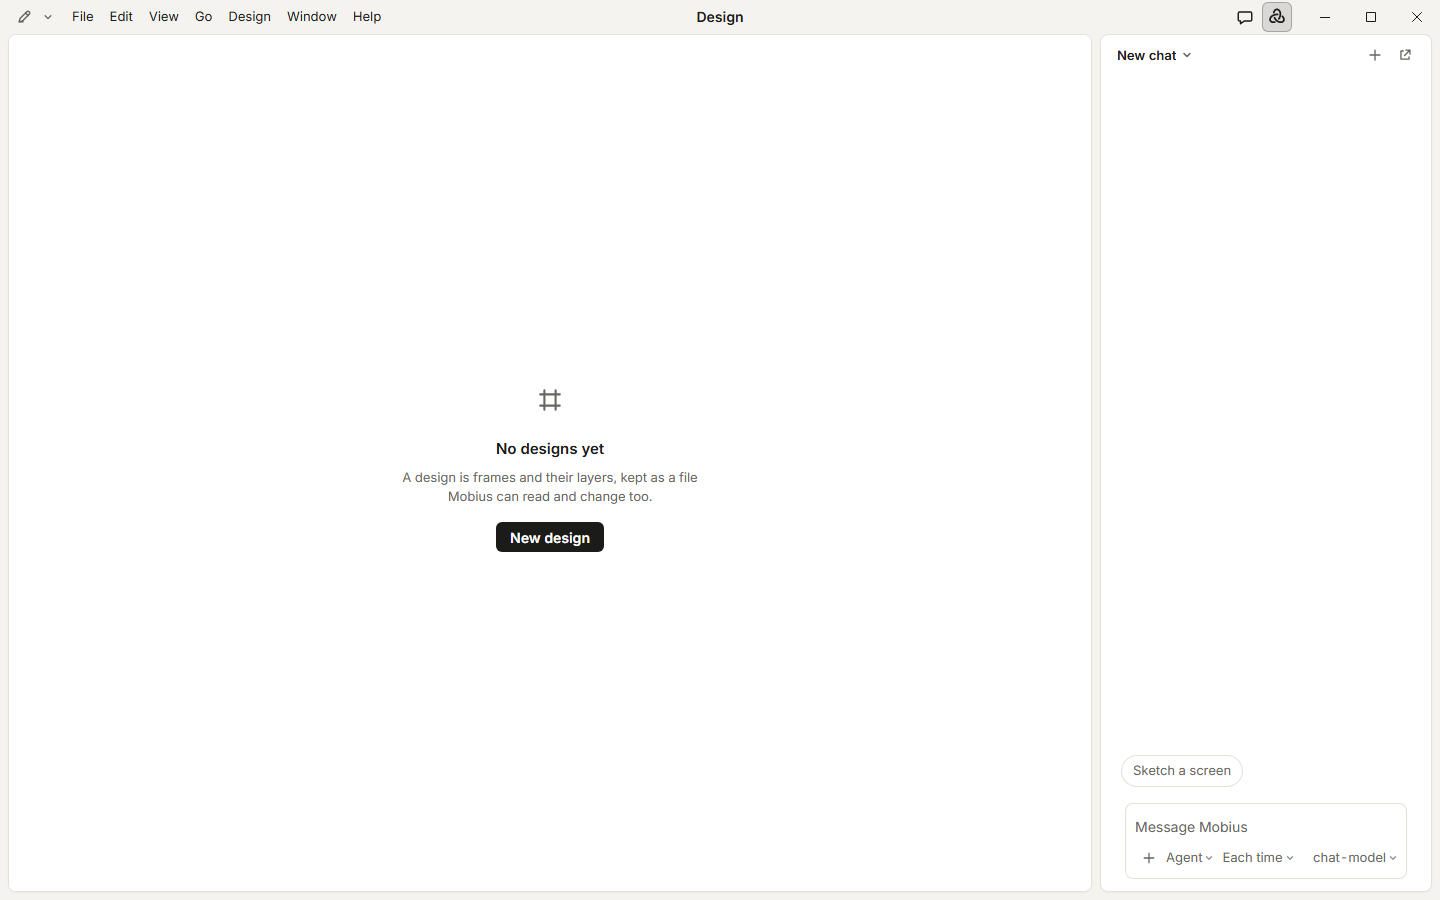 File Edit View Go Design Window Help
Design
New chat
No designs yet
A design is frames and their layers, kept as a file
Mobius can read and change too.
New design
Sketch a screen
Message Mobius
Agent Each time chat-model